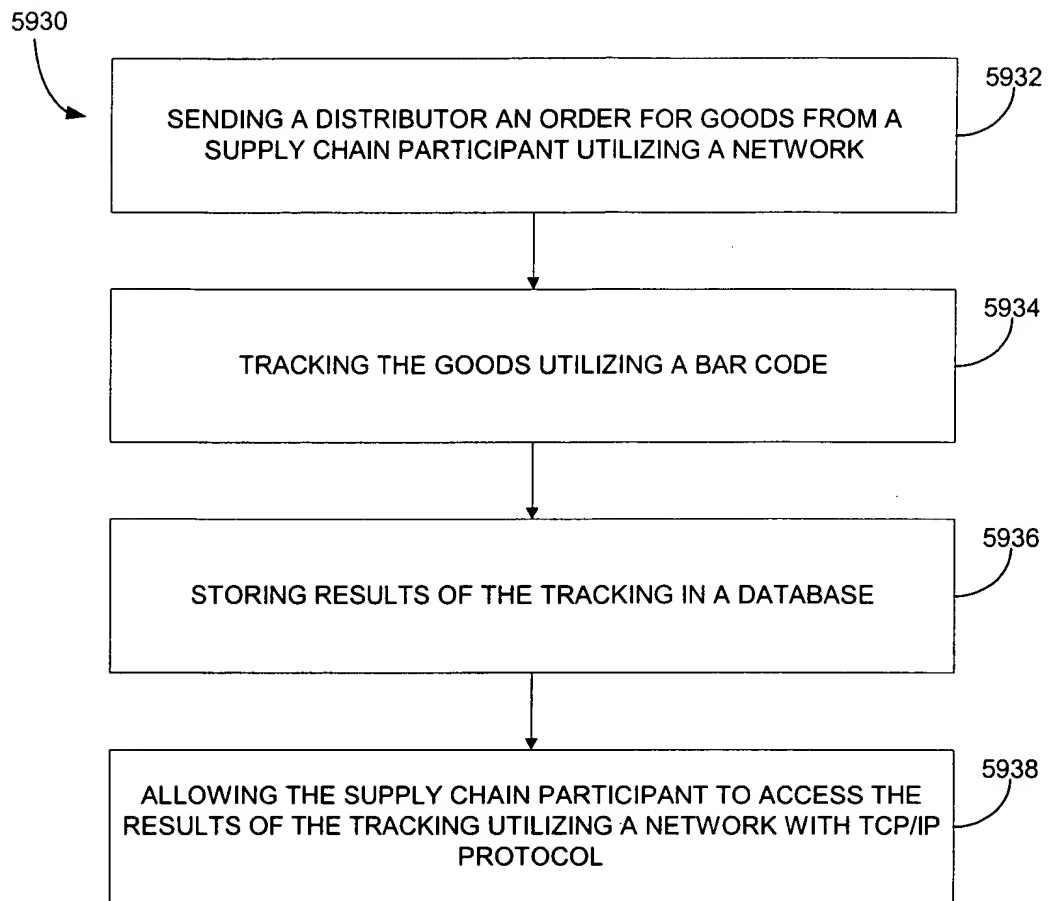 5930
5932
SENDING A DISTRIBUTOR AN ORDER FOR GOODS FROM A
SUPPLY CHAIN PARTICIPANT UTILIZING A NETWORK
5934
TRACKING THE GOODS UTILIZING A BAR CODE
5936
STORING RESULTS OF THE TRACKING IN A DATABASE
5938
ALLOWING THE SUPPLY CHAIN PARTICIPANT TO ACCESS THE
RESULTS OF THE TRACKING UTILIZING A NETWORK WITH TCP/IP
PROTOCOL